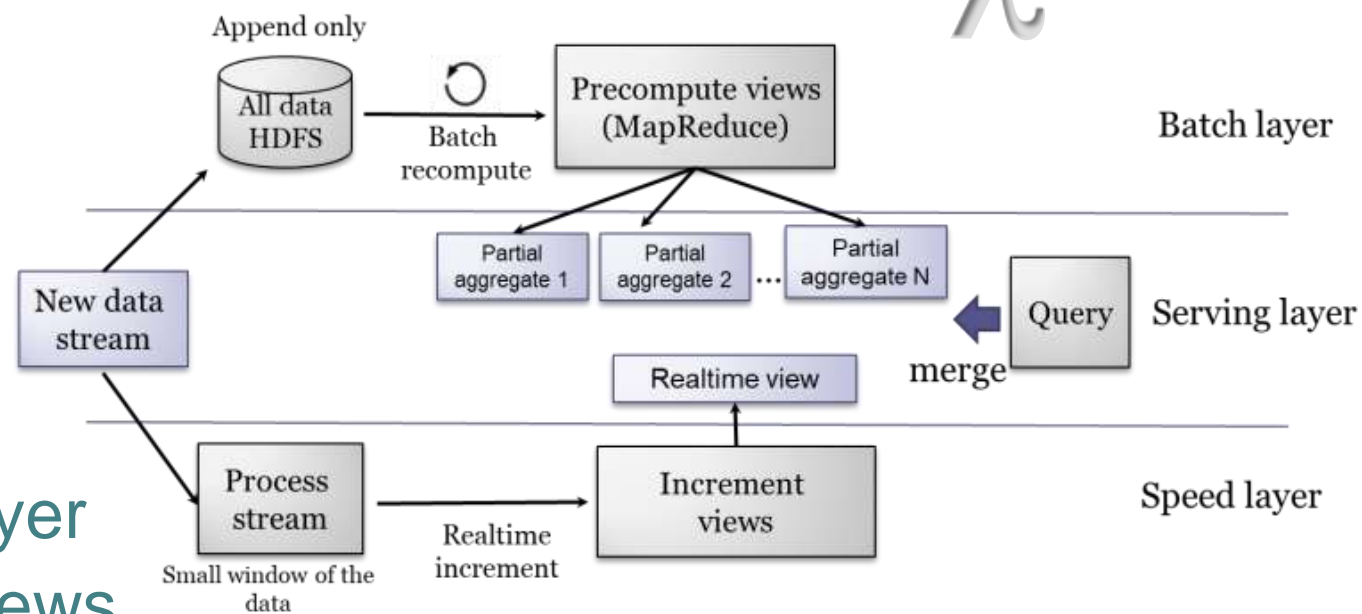 λ
Append only
All data
HDFS
Batch
recompute
Precompute views
(MapReduce)
Batch layer
Partial
aggregate 1
Partial
aggregate 2
...
Partial
aggregate N
New data
stream
Query
Serving layer
merge
Realtime view
Process
stream
Small window of the
data
Realtime
increment
Increment
views
Speed layer
yer
ews